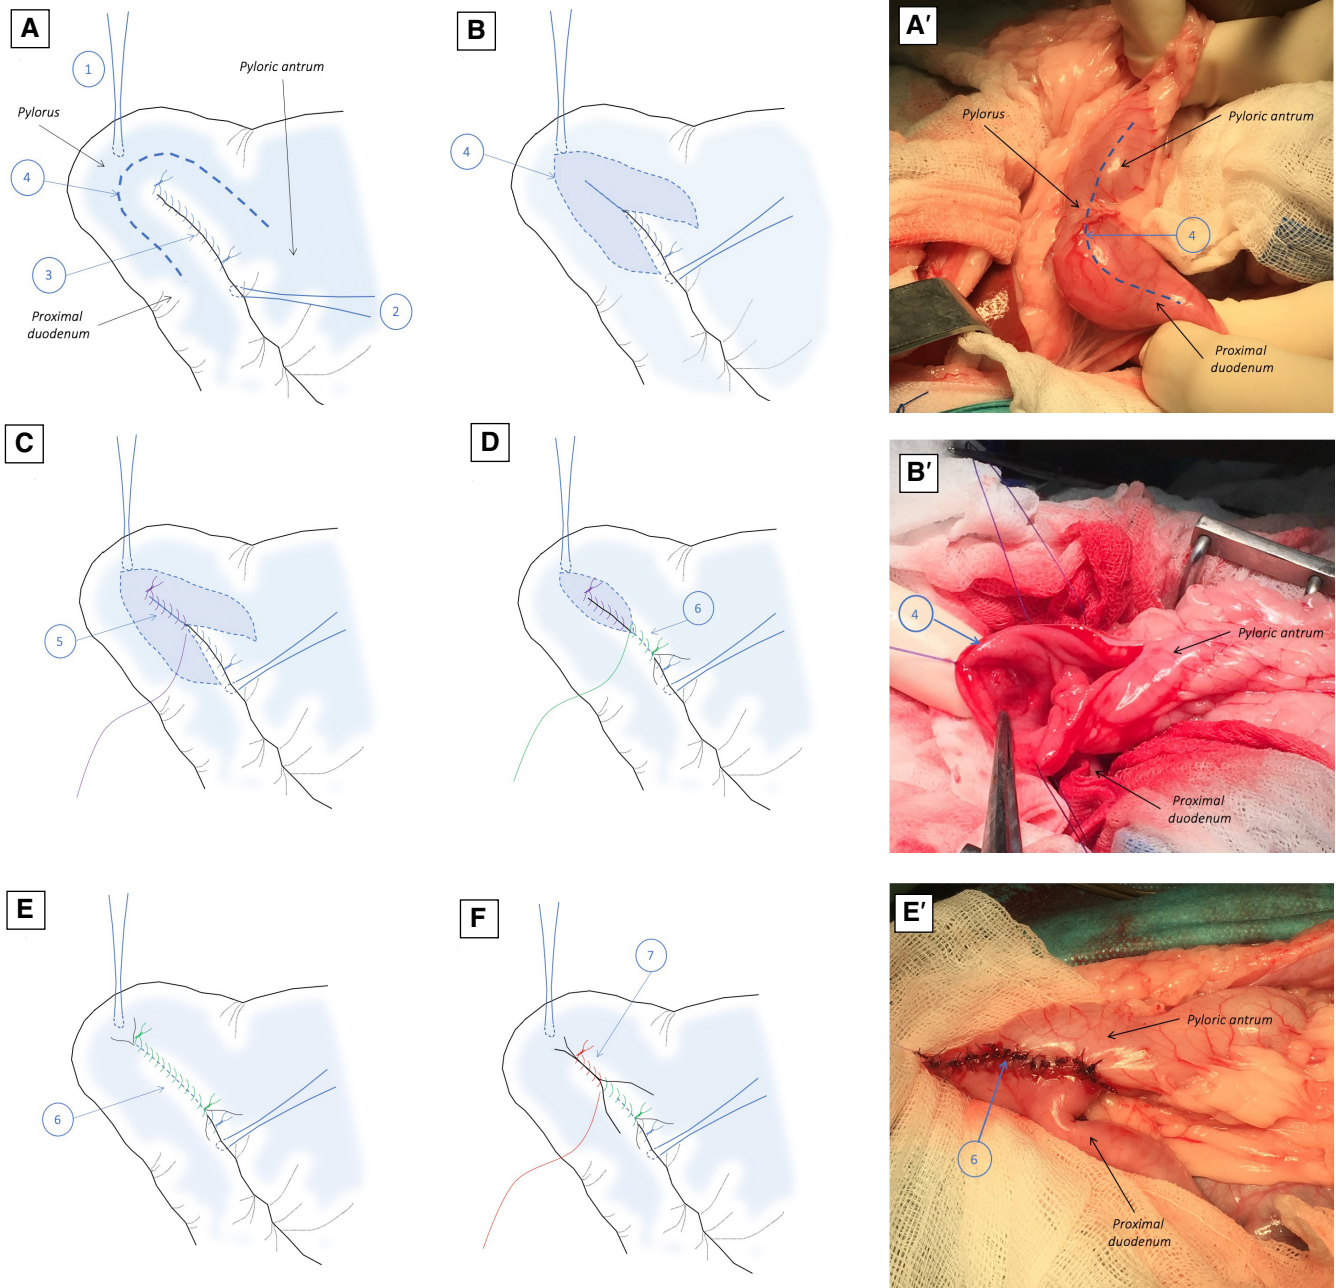 A
1
Pylorus
Pyloric antrum
4
3
Proximal
duodenum
2
B
4
A′
Pylorus
Pyloric antrum
4
Proximal
duodenum
C
5
D
6
B′
4
Pyloric antrum
Proximal
duodenum
E
6
F
7
E′
Pyloric antrum
6
Proximal
duodenum